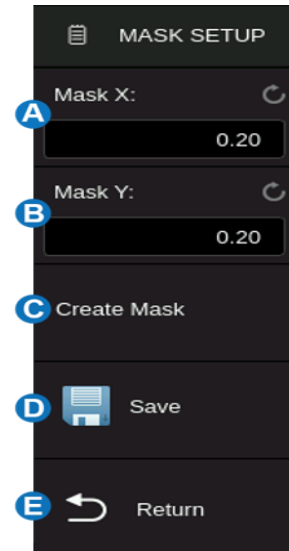 MASK SETUP
Mask X:
A
0.20
Mask Y:
B
0.20
C Create Mask
D Save
E Return